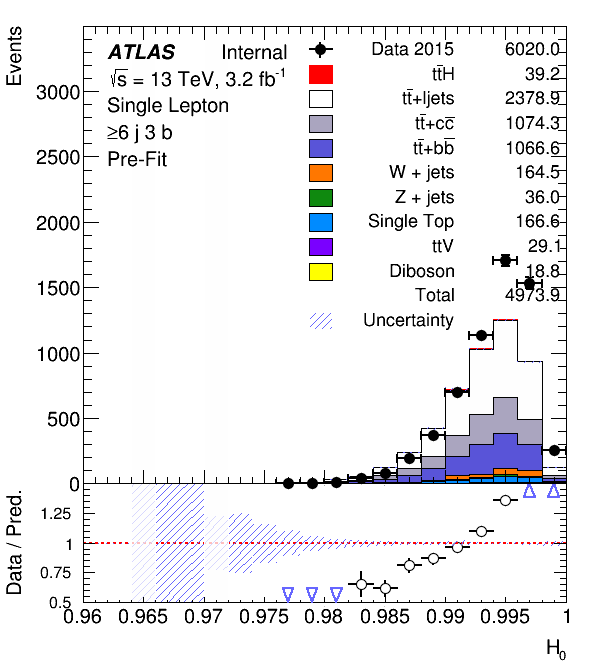 Events
ATLAS Internal
√s = 13 TeV, 3.2 fb⁻¹
Single Lepton
≥6 j 3 b
Pre-Fit
Data 2015 6020.0
tt̄H 39.2
tt̄+ljets 2378.9
tt̄+cc̄ 1074.3
tt̄+bb̄ 1066.6
W + jets 164.5
Z + jets 36.0
Single Top 166.6
ttV 29.1
Diboson 18.8
Total 4973.9
Uncertainty
3000
2500
2000
1500
1000
500
0
Data / Pred.
1.25
1
0.75
0.5
0.96 0.965 0.97 0.975 0.98 0.985 0.99 0.995 1
H₀